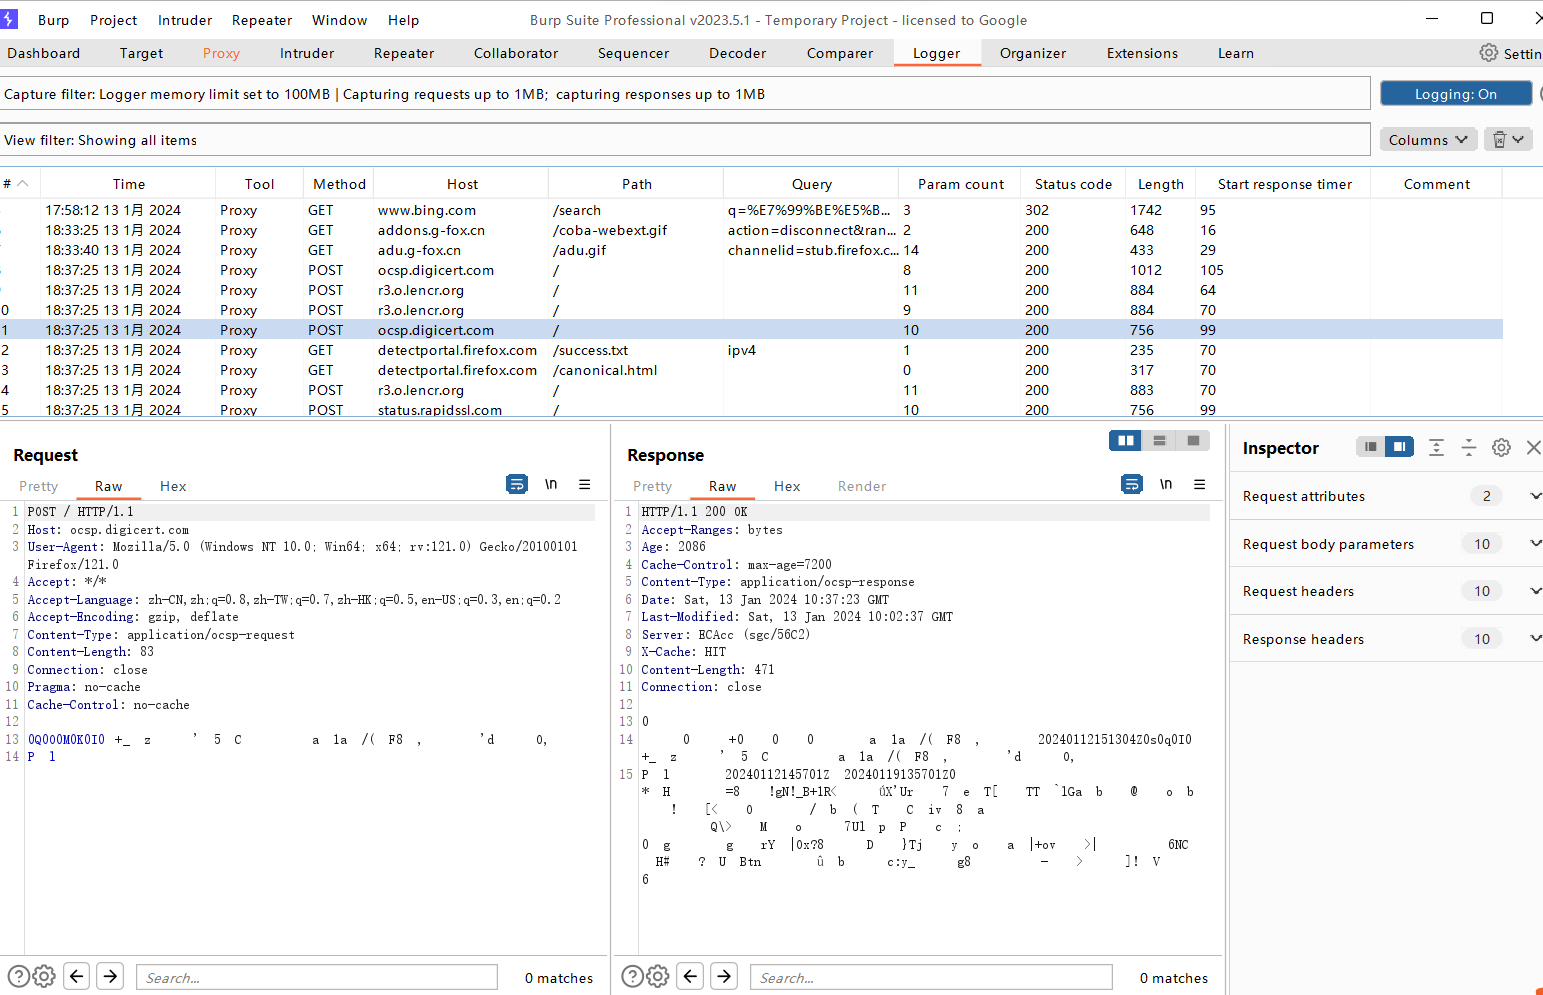 Burp Project Intruder Repeater Window Help Burp Suite Professional v2023.5.1 - Temporary Project - licensed to Google
Dashboard Target Proxy Intruder Repeater Collaborator Sequencer Decoder Comparer Logger Organizer Extensions Learn Settin
Capture filter: Logger memory limit set to 100MB | Capturing requests up to 1MB; capturing responses up to 1MB Logging: On
View filter: Showing all items Columns
# Time Tool Method Host Path Query Param count Status code Length Start response timer Comment
17:58:12 13 1月 2024 Proxy GET www.bing.com /search q=%E7%99%BE%E5%B... 3 302 1742 95
18:33:25 13 1月 2024 Proxy GET addons.g-fox.cn /coba-webext.gif action=disconnect&ran... 2 200 648 16
18:33:40 13 1月 2024 Proxy GET adu.g-fox.cn /adu.gif channelid=stub.firefox.c... 14 200 433 29
18:37:25 13 1月 2024 Proxy POST ocsp.digicert.com / 8 200 1012 105
18:37:25 13 1月 2024 Proxy POST r3.o.lencr.org / 11 200 884 64
0 18:37:25 13 1月 2024 Proxy POST r3.o.lencr.org / 9 200 884 70
1 18:37:25 13 1月 2024 Proxy POST ocsp.digicert.com / 10 200 756 99
2 18:37:25 13 1月 2024 Proxy GET detectportal.firefox.com /success.txt ipv4 1 200 235 70
3 18:37:25 13 1月 2024 Proxy GET detectportal.firefox.com /canonical.html 0 200 317 70
4 18:37:25 13 1月 2024 Proxy POST r3.o.lencr.org / 11 200 883 70
5 18:37:25 13 1月 2024 Proxy POST status.rapidssl.com / 10 200 756 99
Request
Pretty Raw Hex \n
1 POST / HTTP/1.1
2 Host: ocsp.digicert.com
3 User-Agent: Mozilla/5.0 (Windows NT 10.0; Win64; x64; rv:121.0) Gecko/20100101
Firefox/121.0
4 Accept: */*
5 Accept-Language: zh-CN,zh;q=0.8,zh-TW;q=0.7,zh-HK;q=0.5,en-US;q=0.3,en;q=0.2
6 Accept-Encoding: gzip, deflate
7 Content-Type: application/ocsp-request
8 Content-Length: 83
9 Connection: close
10 Pragma: no-cache
11 Cache-Control: no-cache
12
13 0Q0O0M0K0I0 +_ z ' 5 C a 1a /( F8 , 'd 0,
14 P l
0 matches
Response
Pretty Raw Hex Render \n
1 HTTP/1.1 200 OK
2 Accept-Ranges: bytes
3 Age: 2086
4 Cache-Control: max-age=7200
5 Content-Type: application/ocsp-response
6 Date: Sat, 13 Jan 2024 10:37:23 GMT
7 Last-Modified: Sat, 13 Jan 2024 10:02:37 GMT
8 Server: ECAcc (sgc/56C2)
9 X-Cache: HIT
10 Content-Length: 471
11 Connection: close
12
13 0
14 0 +0 0 0 a 1a /( F8 , 20240112151304Z0s0q0I0
+_ z ' 5 C a 1a /( F8 , 'd 0,
15 P l 20240112145701Z 20240119135701Z0
* H =8 !gN!_B+lR< űX'Ur 7 e T[ TT `lGa b @ o b
! [< 0 / b ( T C iv 8 a
Q\> M o 7Ul p P c ;
0 g g rY |0x?8 D }Tj y o a |+ov >| 6NC
H# ? U Btn û b c:y_ g8 - > ]! V
6
0 matches
Inspector
Request attributes 2
Request body parameters 10
Request headers 10
Response headers 10
Search...
Search...